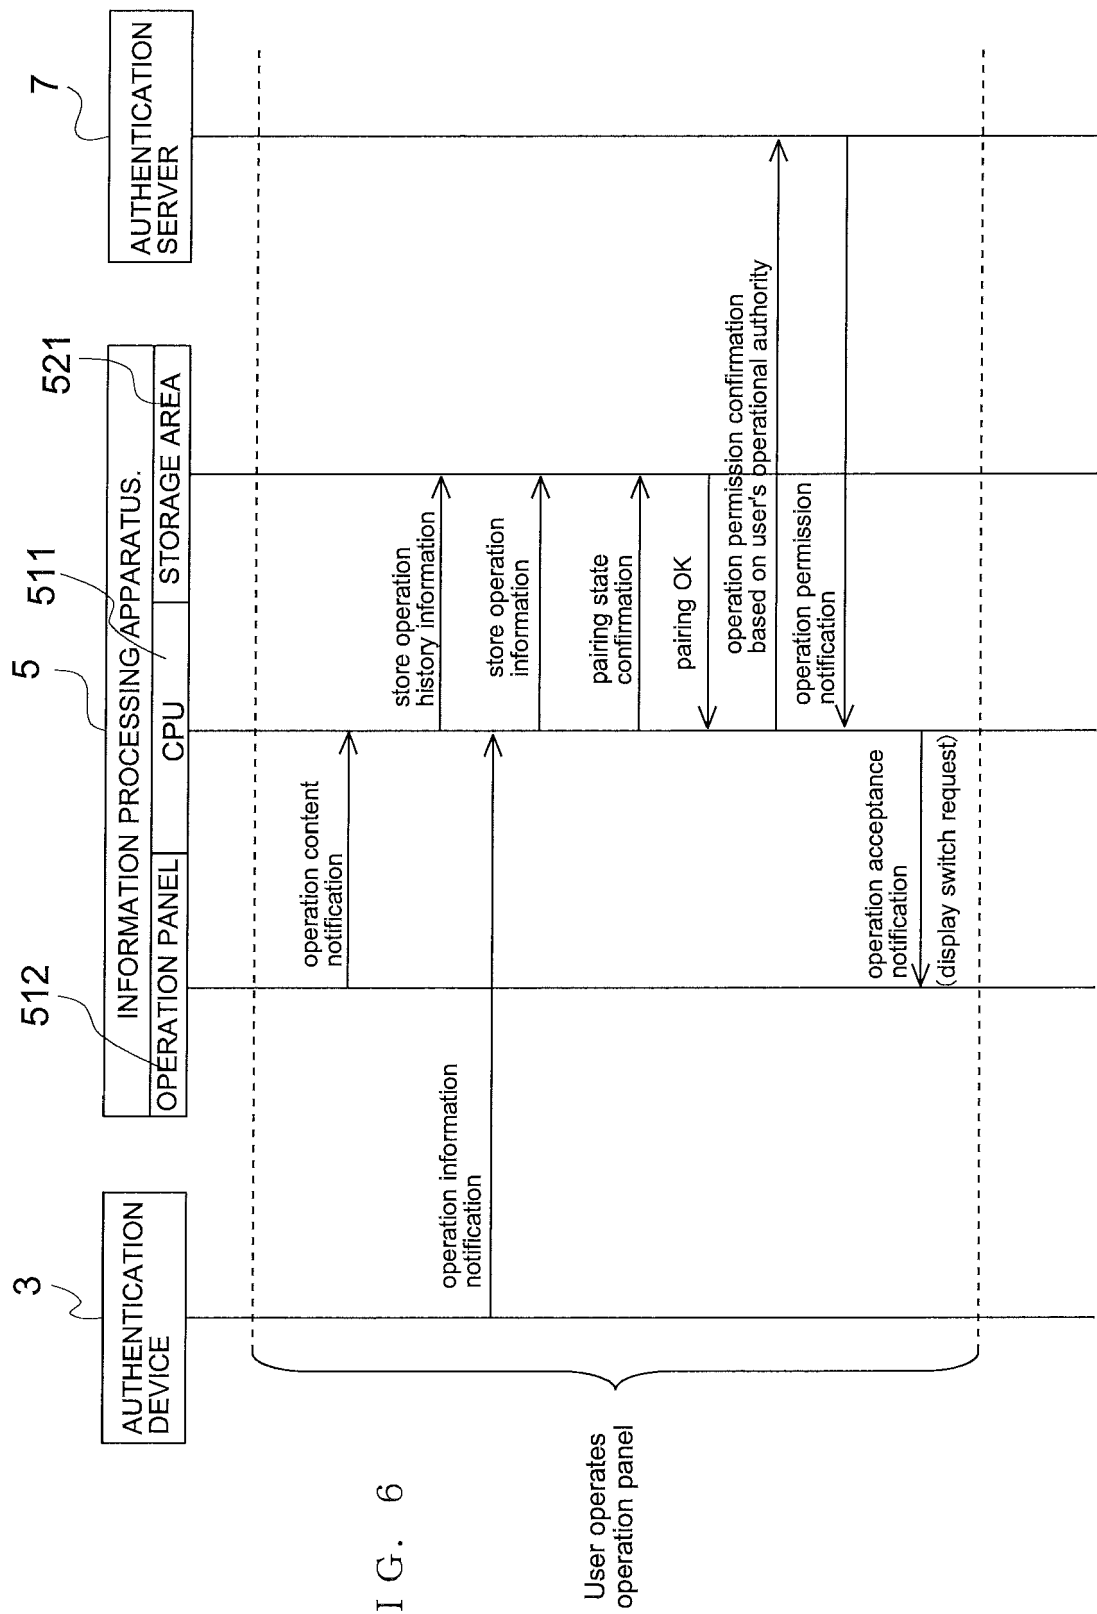 I G . 6
3
AUTHENTICATION
DEVICE
5
INFORMATION PROCESSING APPARATUS.
512
OPERATION PANEL
511
CPU
521
STORAGE AREA
7
AUTHENTICATION
SERVER
User operates
operation panel
operation content
notification
store operation
history information
operation information
notification
store operation
information
pairing state
confirmation
pairing OK
operation permission confirmation
based on user's operational authority
operation permission
notification
operation acceptance
notification
(display switch request)